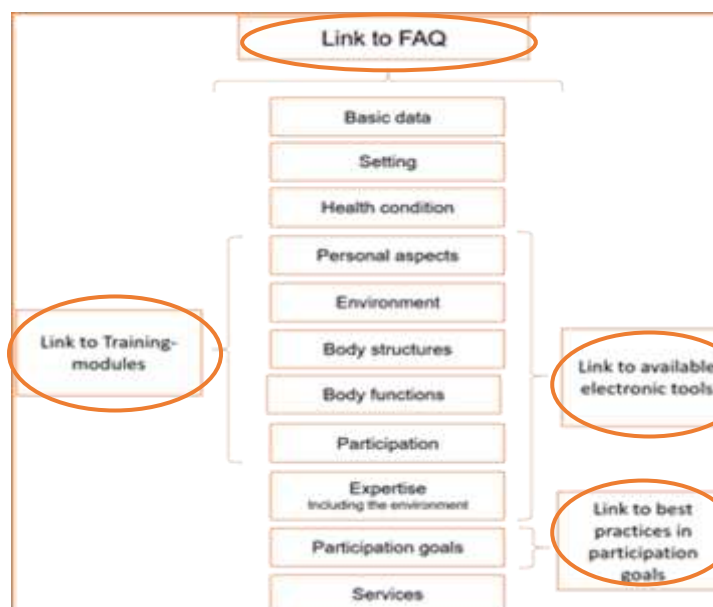 Link to FAQ
Basic data
Setting
Health condition
Personal aspects
Environment
Link to Training-
modules
Body structures
Body functions
Participation
Link to available
electronic tools
Expertise
Including the environment
Participation goals
Link to best
practices in
participation
goals
Services